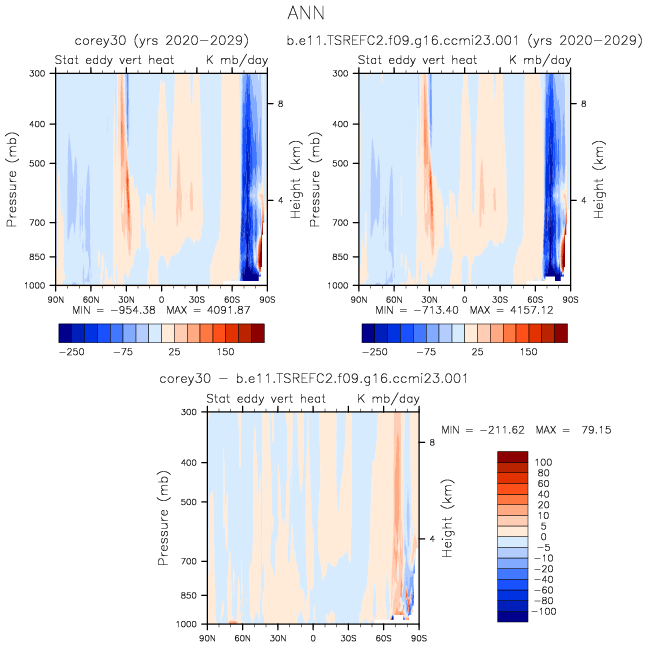 ANN
corey30 (yrs 2020-2029)
b.e11.TSREFC2.f09.g16.ccmi23.001 (yrs 2020-2029)
Stat eddy vert heat K mb/day
Stat eddy vert heat K mb/day
Pressure (mb)
300
400
500
700
850
1000
8
4
Height (km)
90N 60N 30N 0 30S 60S 90S
MIN = -954.38 MAX = 4091.87
-250 -75 25 150
Pressure (mb)
300
400
500
700
850
1000
8
4
Height (km)
90N 60N 30N 0 30S 60S 90S
MIN = -713.40 MAX = 4157.12
-250 -75 25 150
corey30 - b.e11.TSREFC2.f09.g16.ccmi23.001
Stat eddy vert heat K mb/day
Pressure (mb)
300
400
500
700
850
1000
8
4
Height (km)
90N 60N 30N 0 30S 60S 90S
MIN = -211.62 MAX = 79.15
100
80
60
40
20
10
5
0
-5
-10
-20
-40
-60
-80
-100